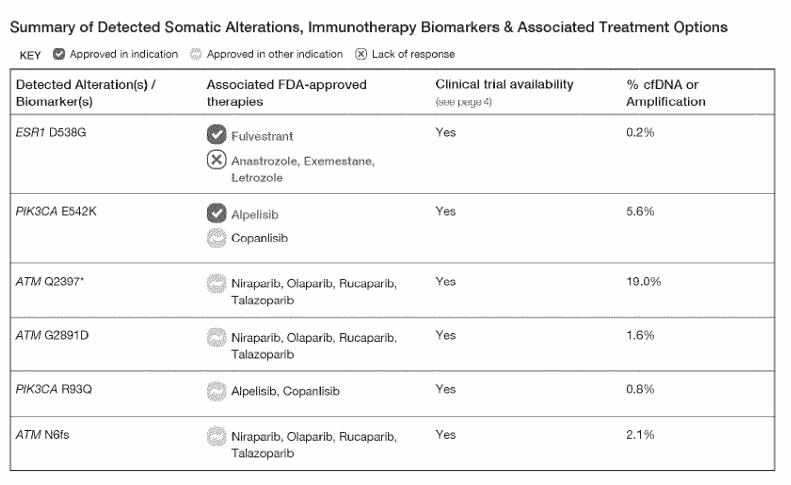 Summary of Detected Somatic Alterations, Immunotherapy Biomarkers & Associated Treatment Options
KEY Approved in indication Approved in other indication Lack of response
Detected Alteration(s) / Biomarker(s) Associated FDA-approved therapies Clinical trial availability (see page 4) % cfDNA or Amplification
ESR1 D538G Fulvestrant Yes 0.2%
Anastrozole, Exemestane,
Letrozole
PIK3CA E542K Alpelisib Yes 5.6%
Copanlisib
ATM Q2397* Niraparib, Olaparib, Rucaparib, Yes 19.0%
Talazoparib
ATM G2891D Niraparib, Olaparib, Rucaparib, Yes 1.6%
Talazoparib
PIK3CA R93Q Alpelisib, Copanlisib Yes 0.8%
ATM N6fs Niraparib, Olaparib, Rucaparib, Yes 2.1%
Talazoparib